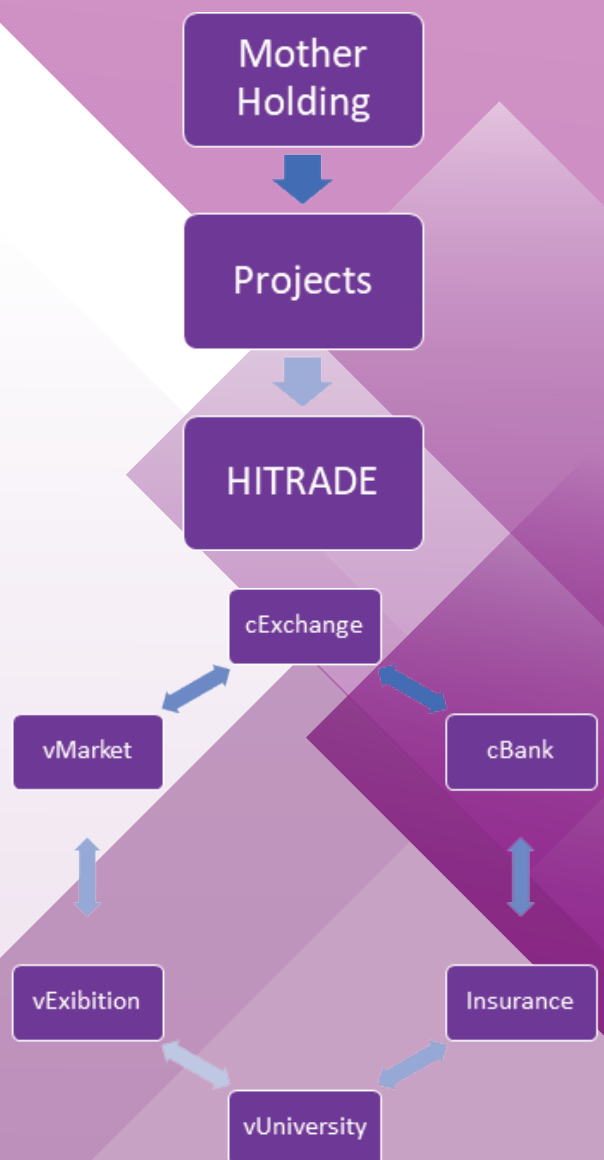 Mother
Holding
Projects
HITRADE
cExchange
vMarket
cBank
vExibition
Insurance
vUniversity